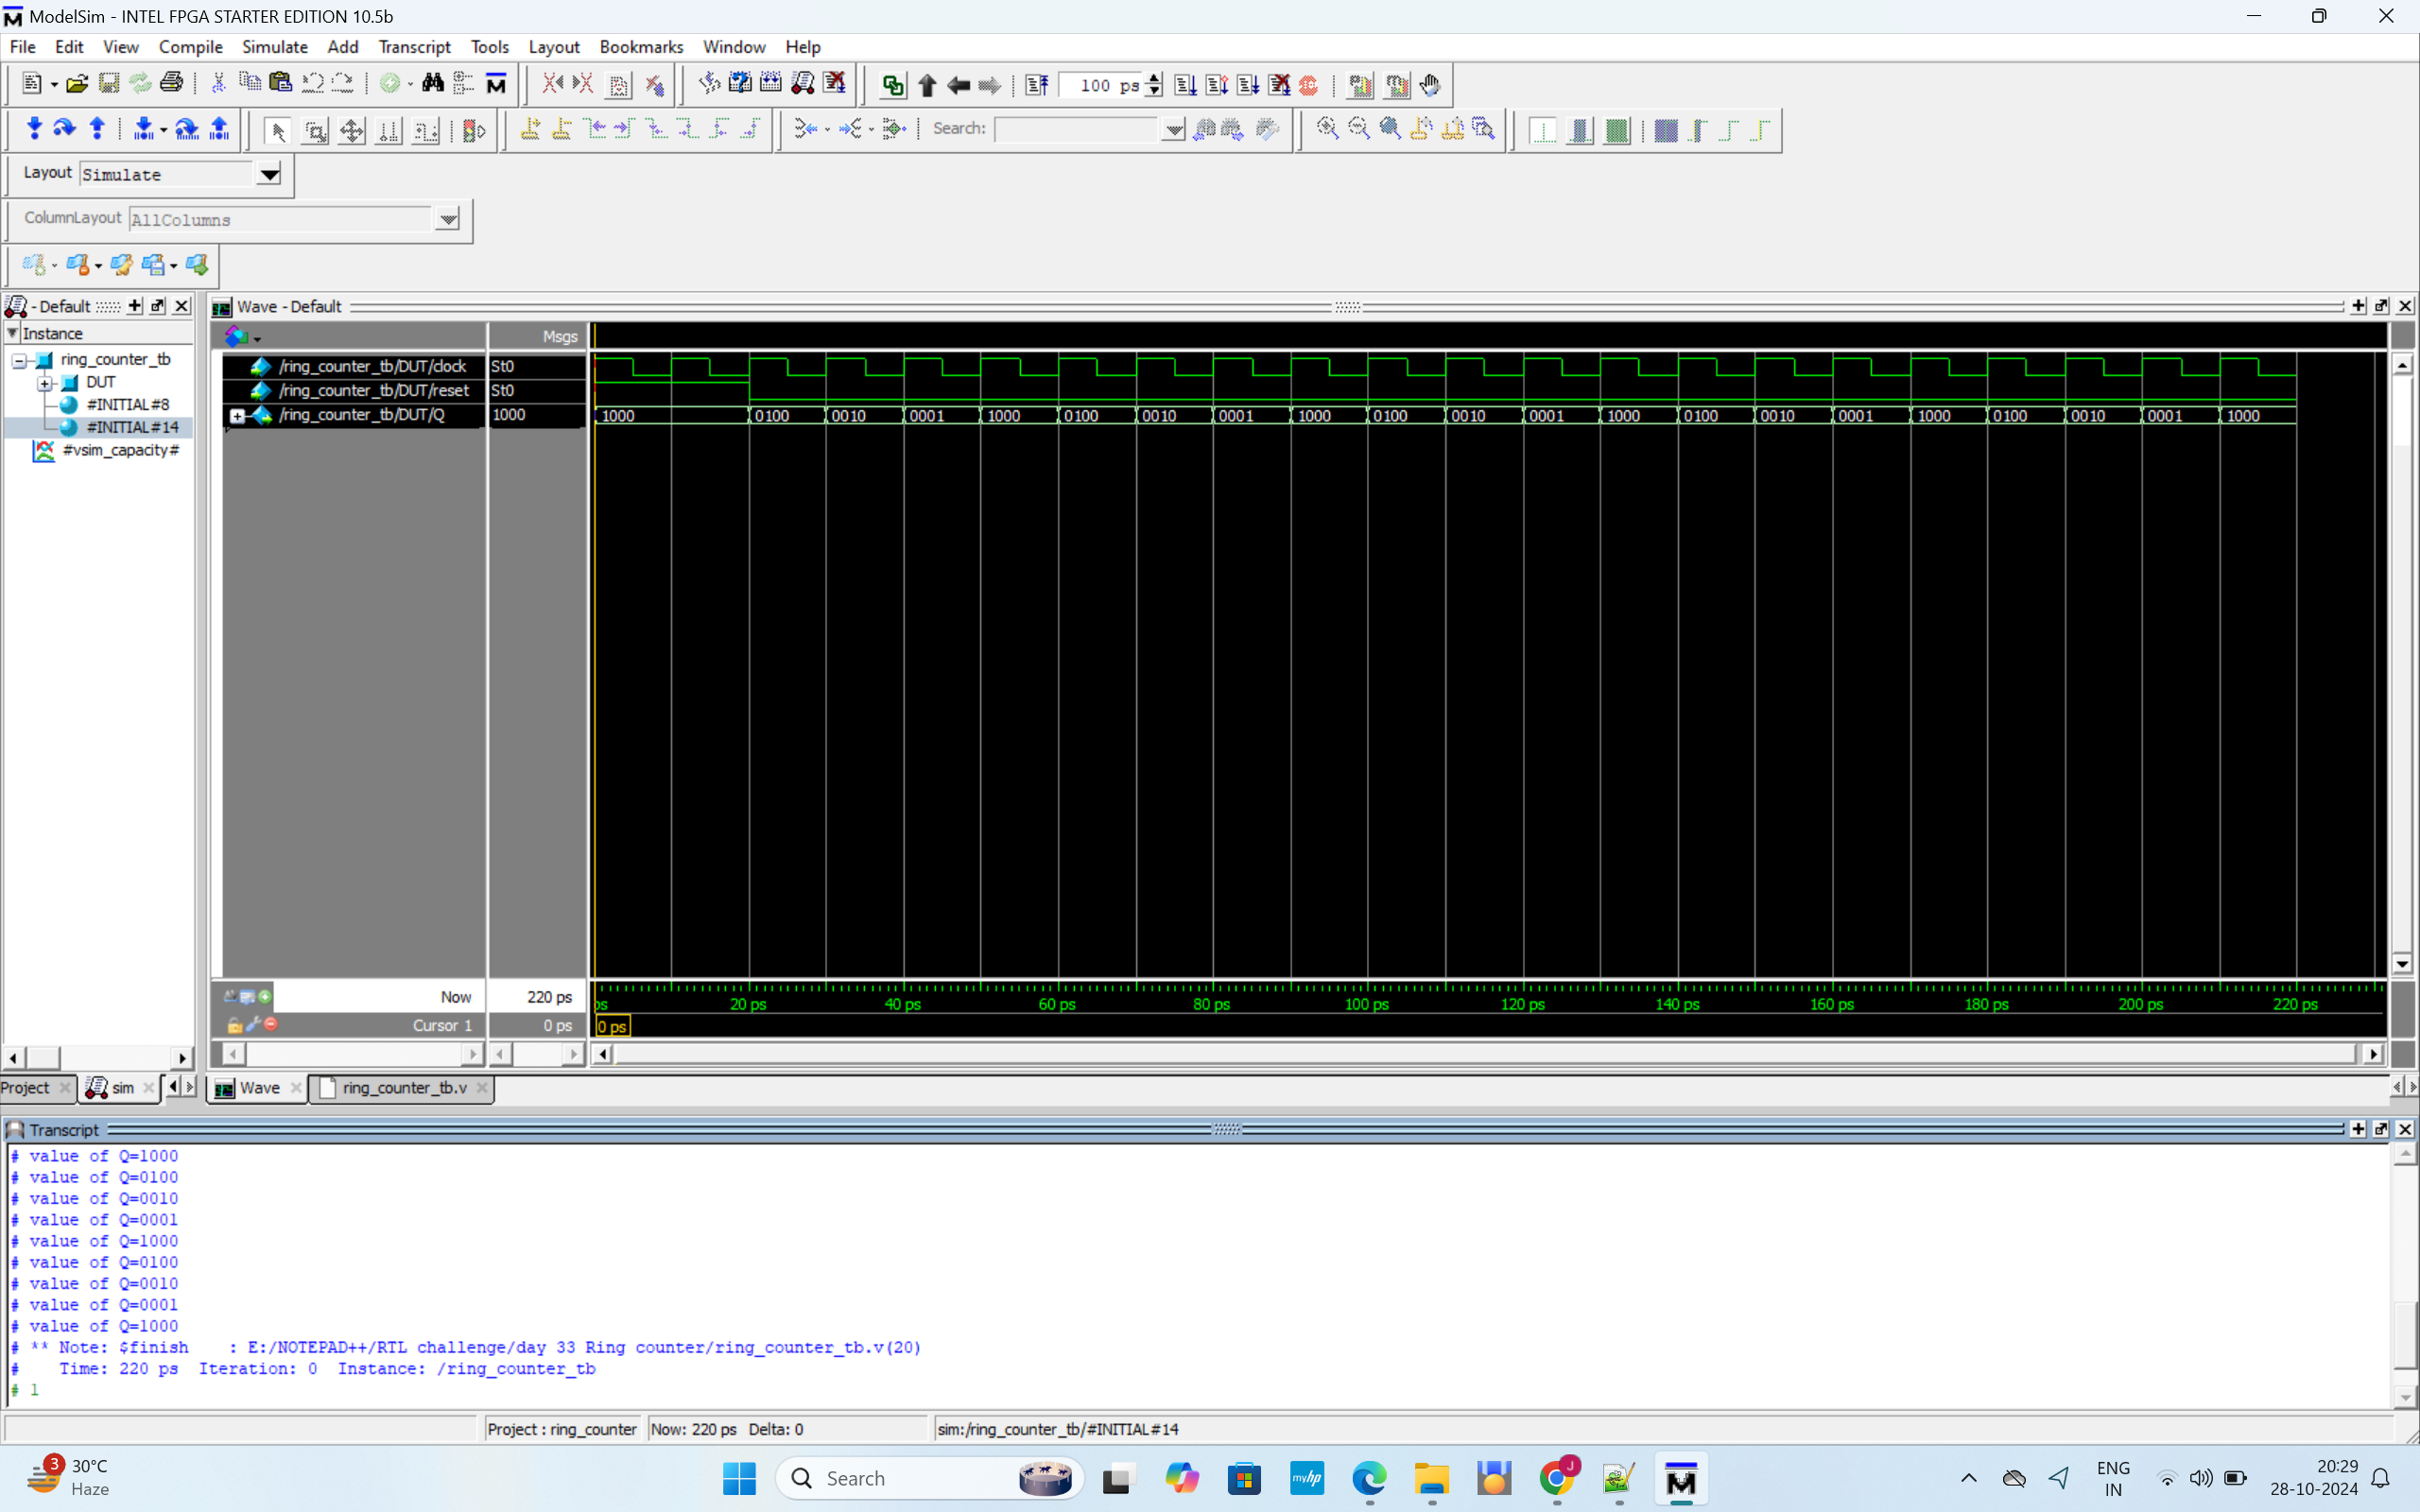 ModelSim - INTEL FPGA STARTER EDITION 10.5b
File Edit View Compile Simulate Add Transcript Tools Layout Bookmarks Window Help
100 ps
Search:
Layout Simulate
ColumnLayout AllColumns
- Default
Wave - Default
Instance
Msgs
ring_counter_tb
DUT
#INITIAL#8
#INITIAL#14
#vsim_capacity#
/ring_counter_tb/DUT/clock St0
/ring_counter_tb/DUT/reset St0
/ring_counter_tb/DUT/Q 1000 1000 0100 0010 0001 1000 0100 0010 0001 1000 0100 0010 0001 1000 0100 0010 0001 1000 0100 0010 0001 1000
Now 220 ps ps 20 ps 40 ps 60 ps 80 ps 100 ps 120 ps 140 ps 160 ps 180 ps 200 ps 220 ps
Cursor 1 0 ps 0 ps
Project sim Wave ring_counter_tb.v
Transcript
# value of Q=1000
# value of Q=0100
# value of Q=0010
# value of Q=0001
# value of Q=1000
# value of Q=0100
# value of Q=0010
# value of Q=0001
# value of Q=1000
# ** Note: $finish : E:/NOTEPAD++/RTL challenge/day 33 Ring counter/ring_counter_tb.v(20)
# Time: 220 ps Iteration: 0 Instance: /ring_counter_tb
# 1
Project : ring_counter Now: 220 ps Delta: 0 sim:/ring_counter_tb/#INITIAL#14
3 30°C
Haze
Search
myhp
J
M
ENG
IN
20:29
28-10-2024